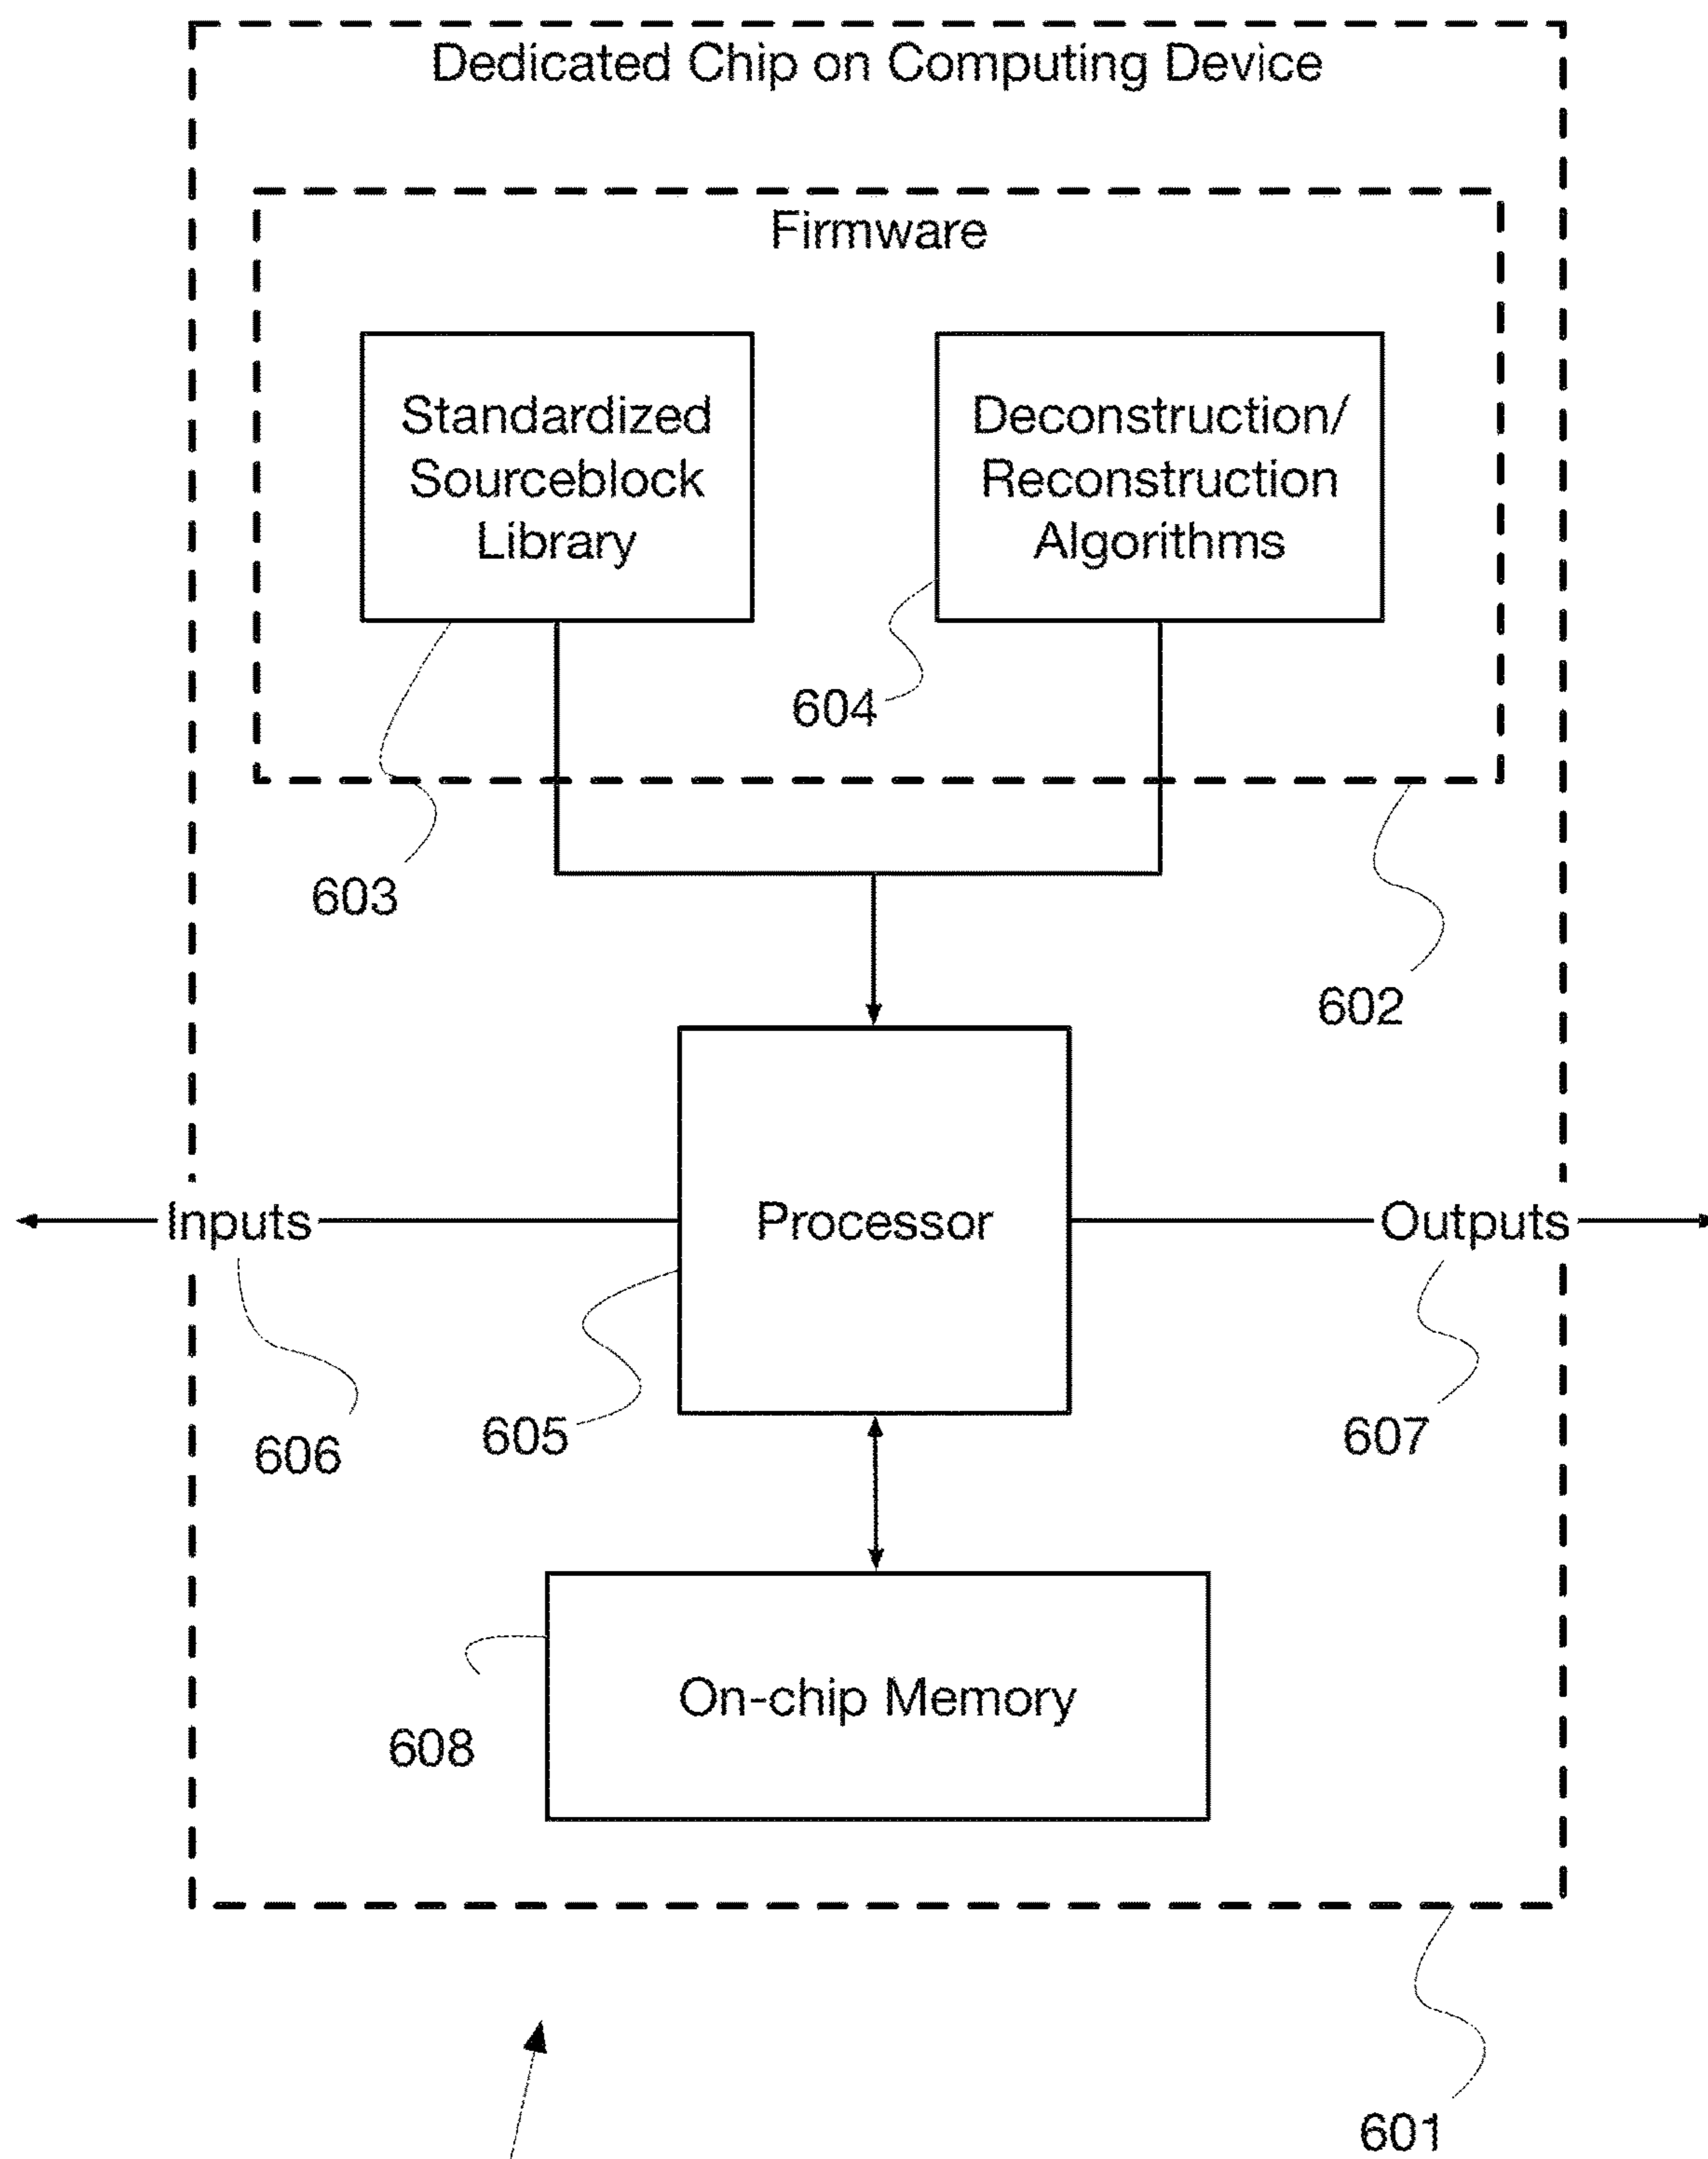 Dedicated Chip on Computing Device
Firmware
Standardized
Sourceblock
Library
Deconstruction/
Reconstruction
Algorithms
604
603
602
Processor
Inputs
Outputs
606
605
607
On-chip Memory
608
601